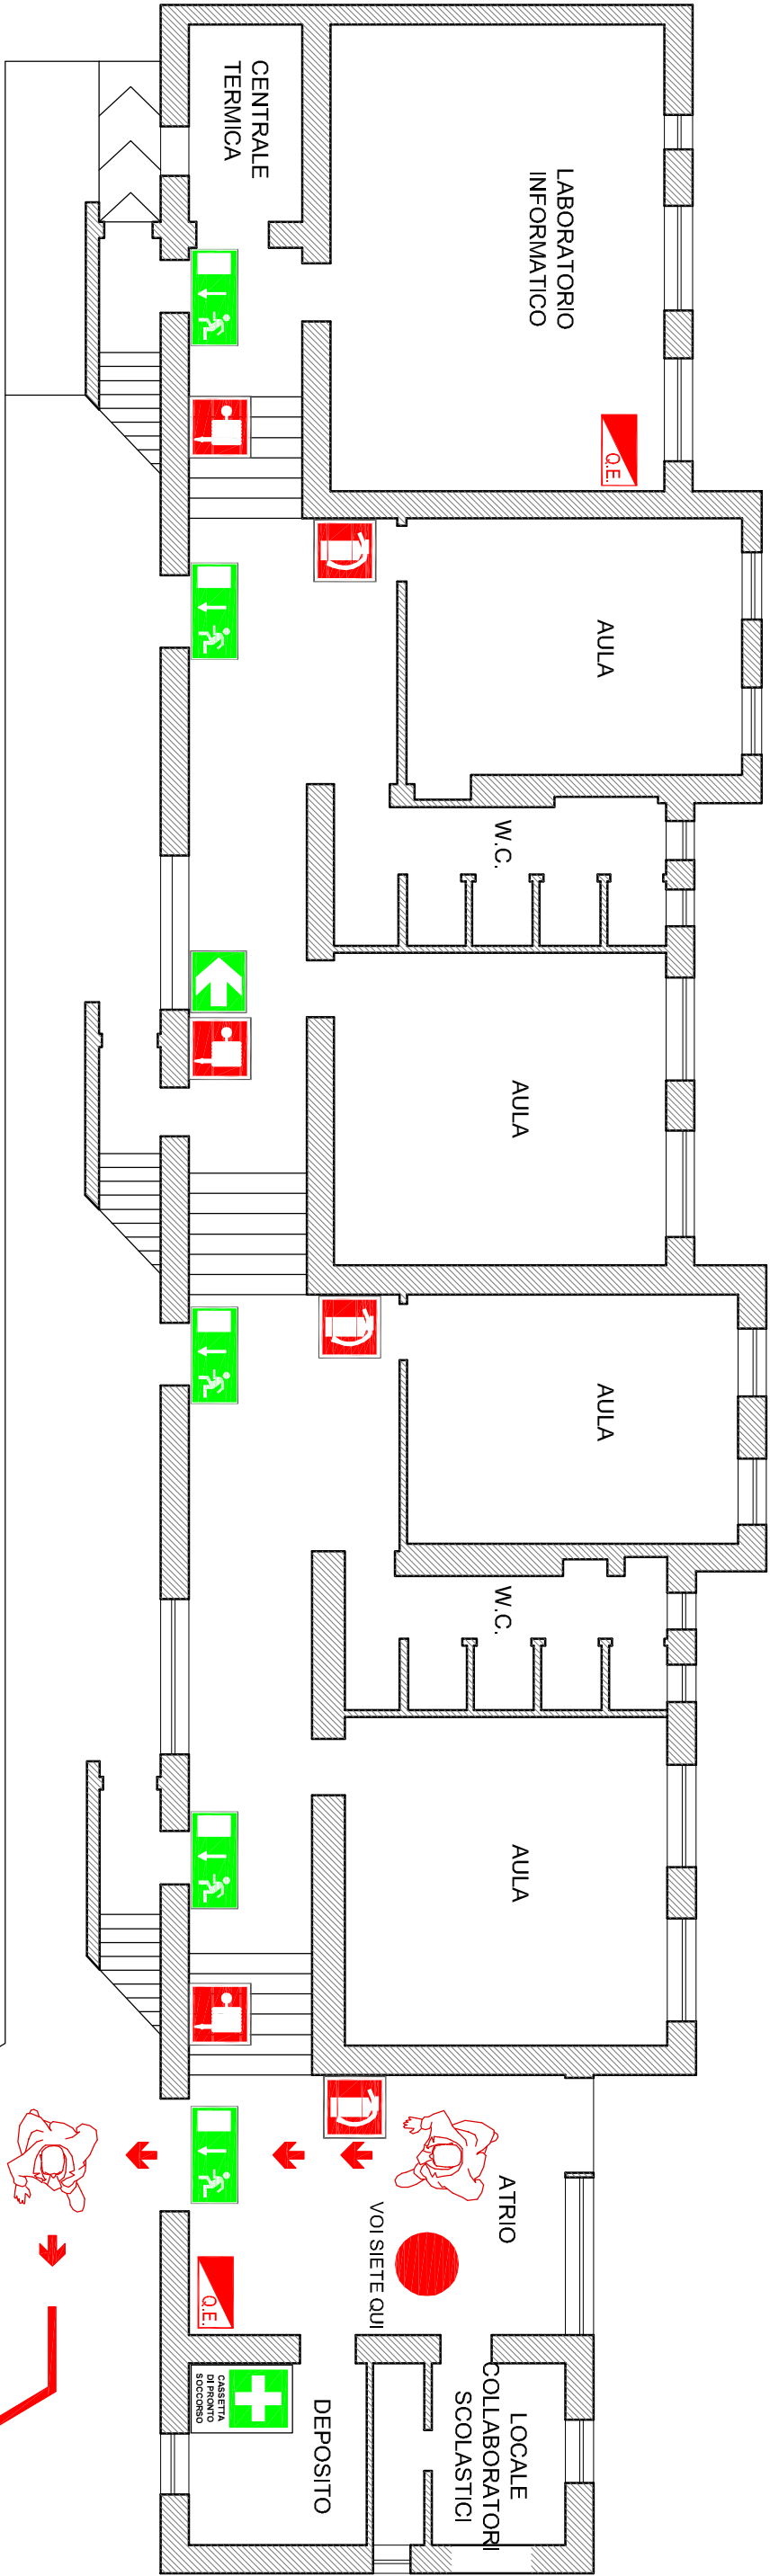 CENTRALE
TERMICA
LABORATORIO
INFORMATICO
Q.E.
AULA
W.C.
AULA
AULA
W.C.
AULA
ATRIO
VOI SIETE QUI
Q.E.
CASSETTA
DI PRONTO
SOCCORSO
DEPOSITO
LOCALE
COLLABORATORI
SCOLASTICI